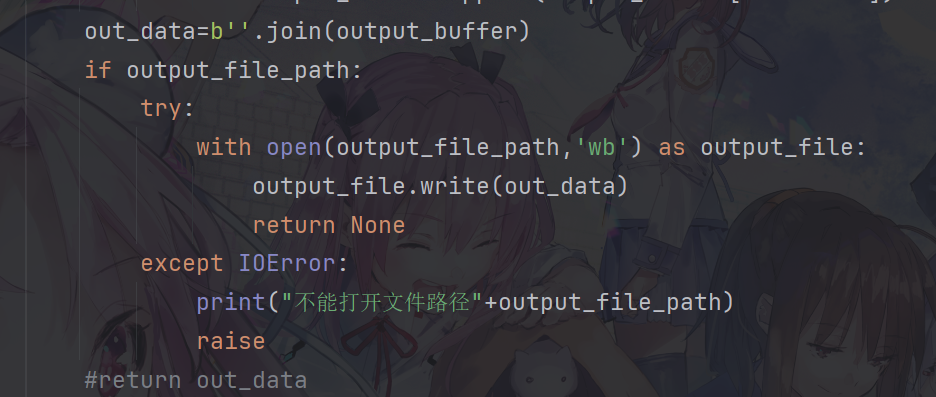 out_data=b''.join(output_buffer)
if output_file_path:
try:
with open(output_file_path,'wb') as output_file:
output_file.write(out_data)
return None
except IOError:
print("不能打开文件路径"+output_file_path)
raise
#return out_data